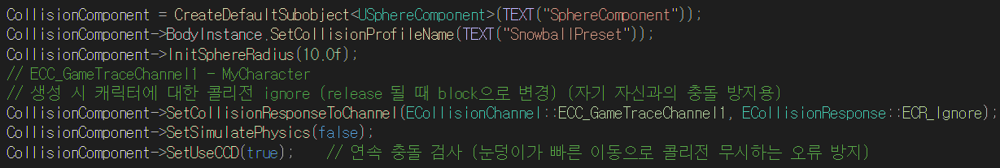 CollisionComponent = CreateDefaultSubobject<USphereComponent>(TEXT("SphereComponent"));
CollisionComponent->BodyInstance.SetCollisionProfileName(TEXT("SnowballPreset"));
CollisionComponent->InitSphereRadius(10.0f);
// ECC_GameTraceChannel1 - MyCharacter
// 생성 시 캐릭터에 대한 콜리전 ignore (release 될 때 block으로 변경) (자기 자신과의 충돌 방지용)
CollisionComponent->SetCollisionResponseToChannel(ECollisionChannel::ECC_GameTraceChannel1, ECollisionResponse::ECR_Ignore);
CollisionComponent->SetSimulatePhysics(false);
CollisionComponent->SetUseCCD(true);    // 연속 충돌 검사 (눈덩이가 빠른 이동으로 콜리전 무시하는 오류 방지)